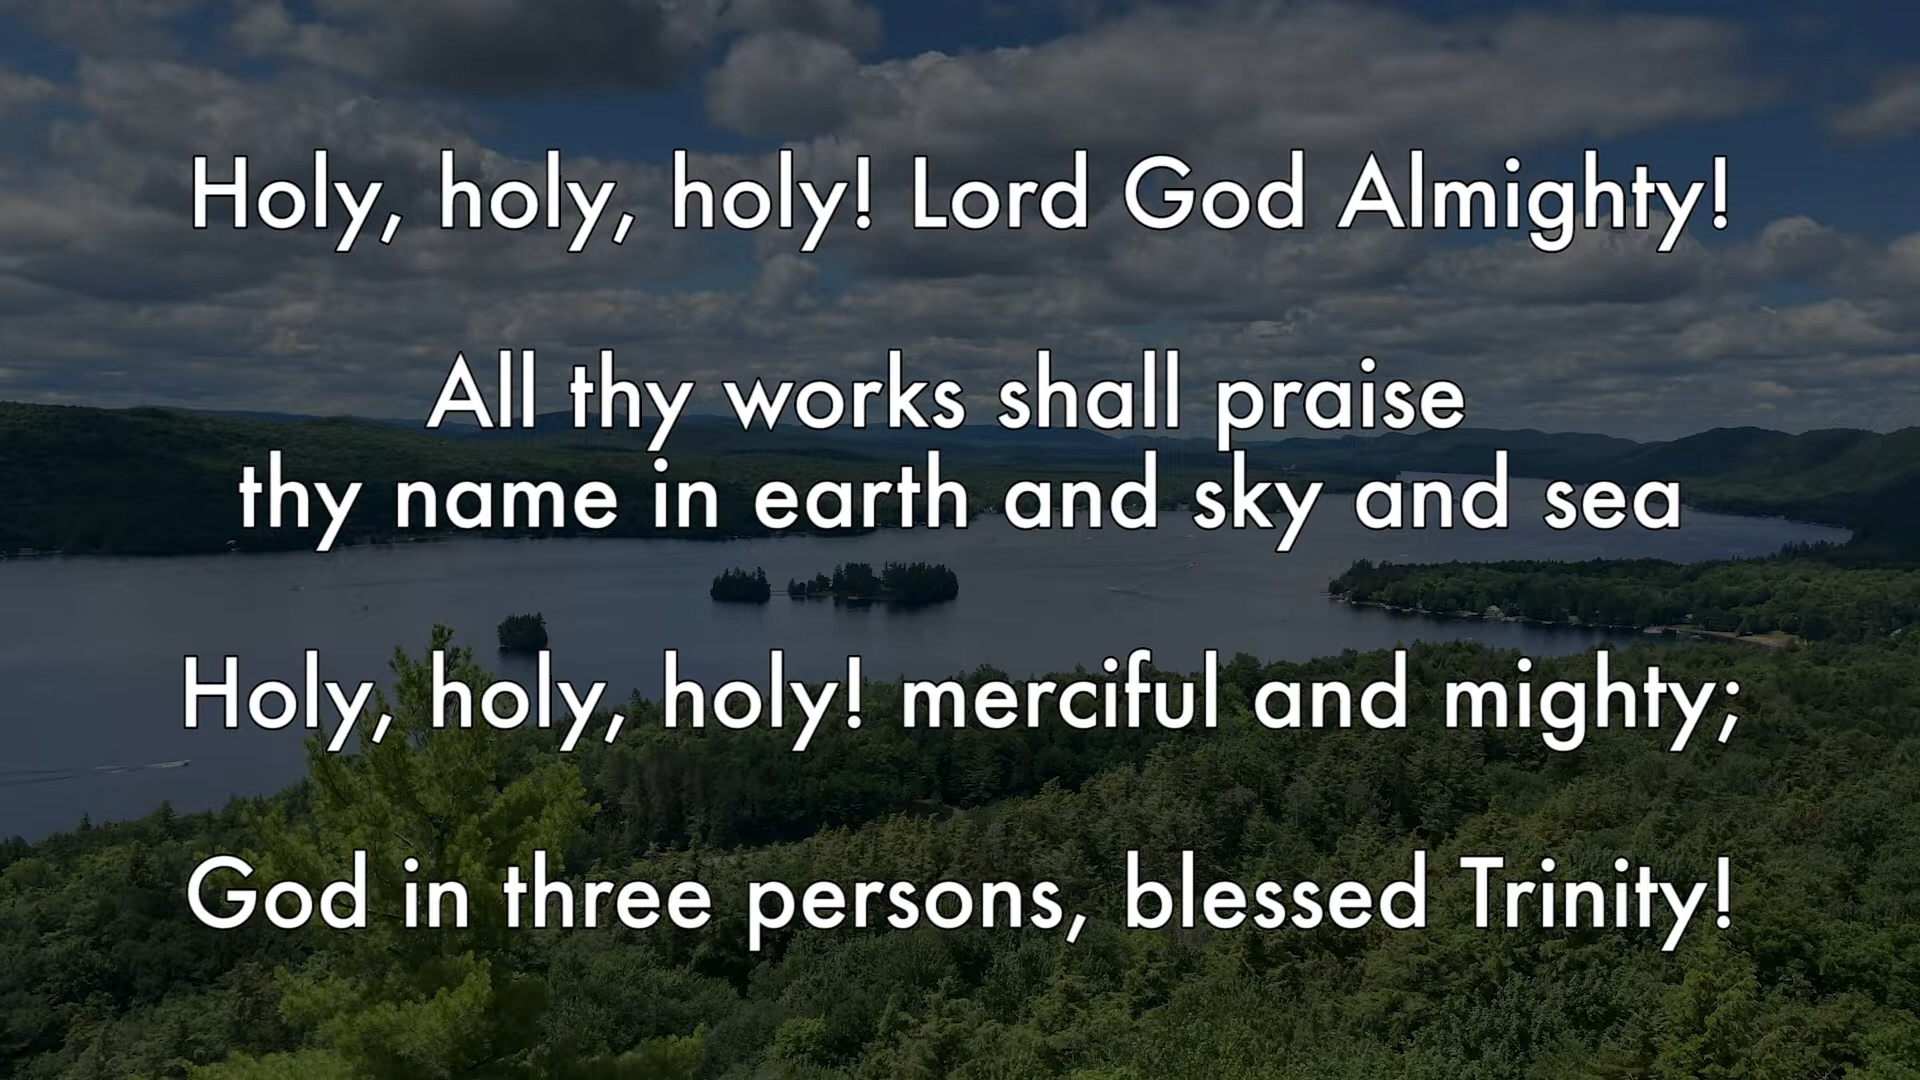 Holy, holy, holy! Lord God Almighty!
All thy works shall praise
thy name in earth and sky and sea
Holy, holy, holy! merciful and mighty;
God in three persons, blessed Trinity!